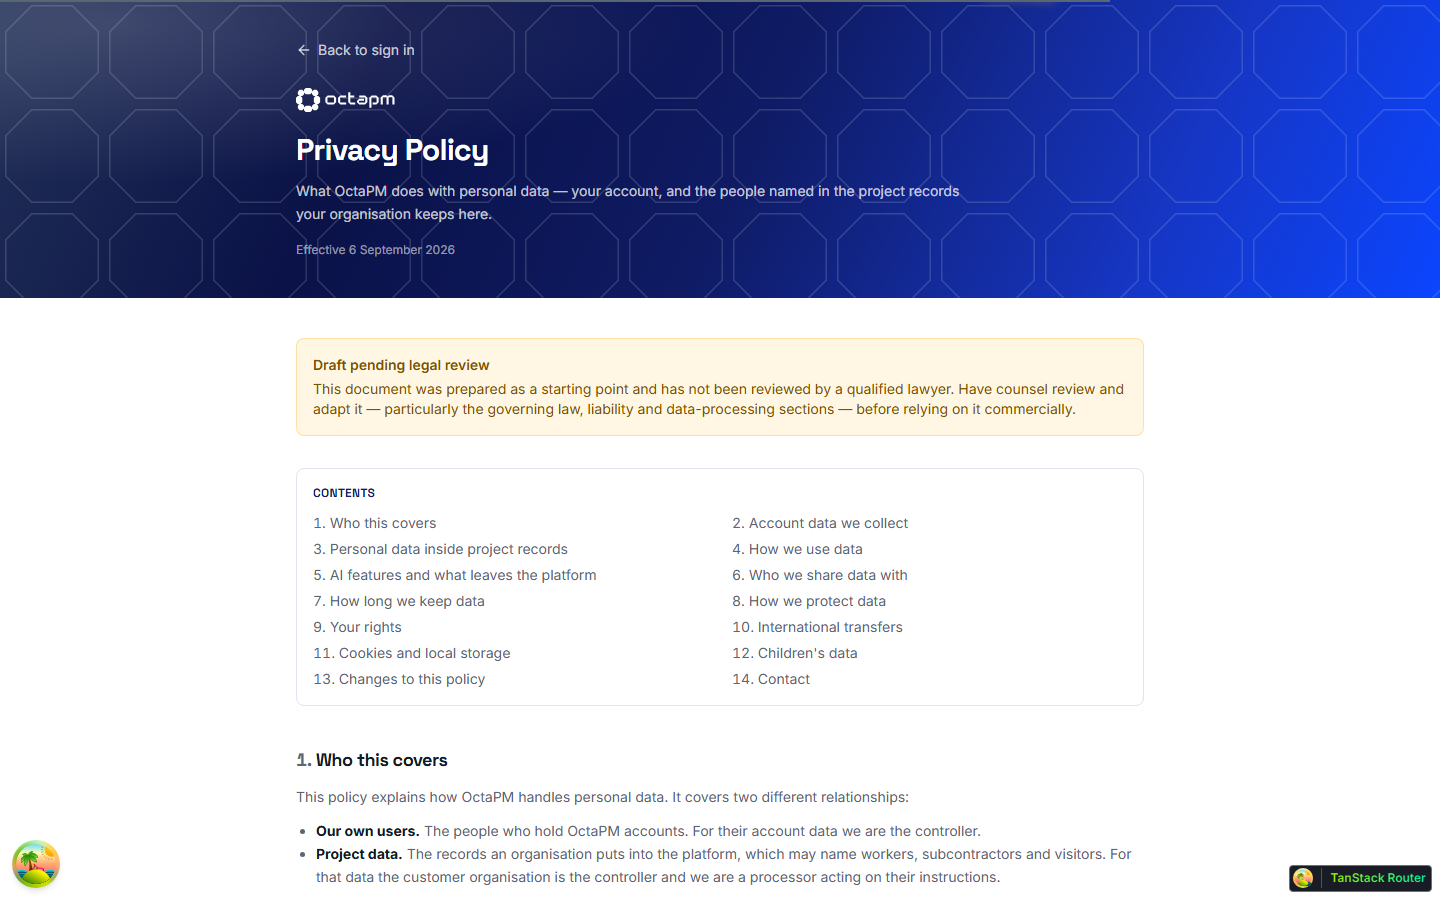 Back to sign in
octapm
Privacy Policy
What OctaPM does with personal data — your account, and the people named in the project records
your organisation keeps here.
Effective 6 September 2026
Draft pending legal review
This document was prepared as a starting point and has not been reviewed by a qualified lawyer. Have counsel review and
adapt it — particularly the governing law, liability and data-processing sections — before relying on it commercially.
CONTENTS
1. Who this covers
2. Account data we collect
3. Personal data inside project records
4. How we use data
5. AI features and what leaves the platform
6. Who we share data with
7. How long we keep data
8. How we protect data
9. Your rights
10. International transfers
11. Cookies and local storage
12. Children's data
13. Changes to this policy
14. Contact
1. Who this covers
This policy explains how OctaPM handles personal data. It covers two different relationships:
Our own users. The people who hold OctaPM accounts. For their account data we are the controller.
Project data. The records an organisation puts into the platform, which may name workers, subcontractors and visitors. For
that data the customer organisation is the controller and we are a processor acting on their instructions.
TanStack Router